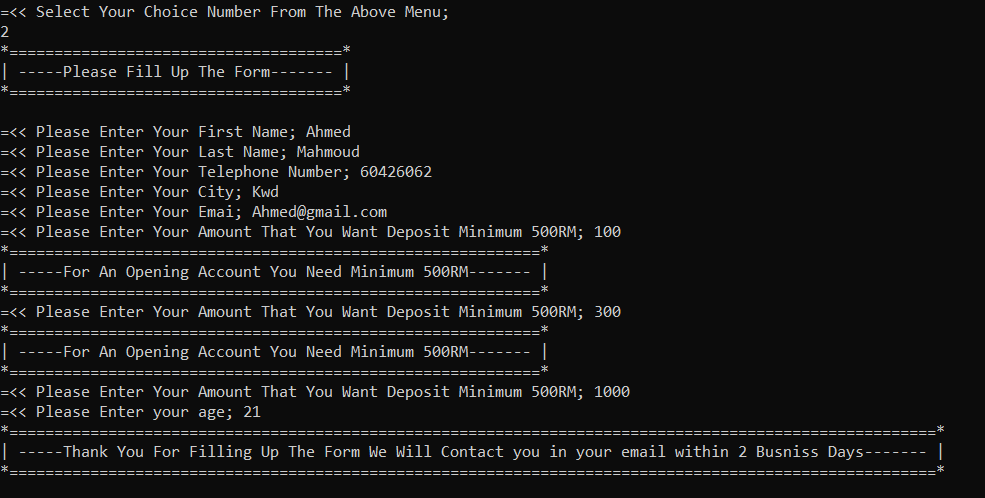 =<< Select Your Choice Number From The Above Menu;
2
*=====================================*
| -----Please Fill Up The Form------- |
*=====================================*
=<< Please Enter Your First Name; Ahmed
=<< Please Enter Your Last Name; Mahmoud
=<< Please Enter Your Telephone Number; 60426062
=<< Please Enter Your City; Kwd
=<< Please Enter Your Emai; Ahmed@gmail.com
=<< Please Enter Your Amount That You Want Deposit Minimum 500RM; 100
*===========================================================*
| -----For An Opening Account You Need Minimum 500RM------- |
*===========================================================*
=<< Please Enter Your Amount That You Want Deposit Minimum 500RM; 300
*===========================================================*
| -----For An Opening Account You Need Minimum 500RM------- |
*===========================================================*
=<< Please Enter Your Amount That You Want Deposit Minimum 500RM; 1000
=<< Please Enter your age; 21
*=======================================================================================================*
| -----Thank You For Filling Up The Form We Will Contact you in your email within 2 Busniss Days------- |
*=======================================================================================================*